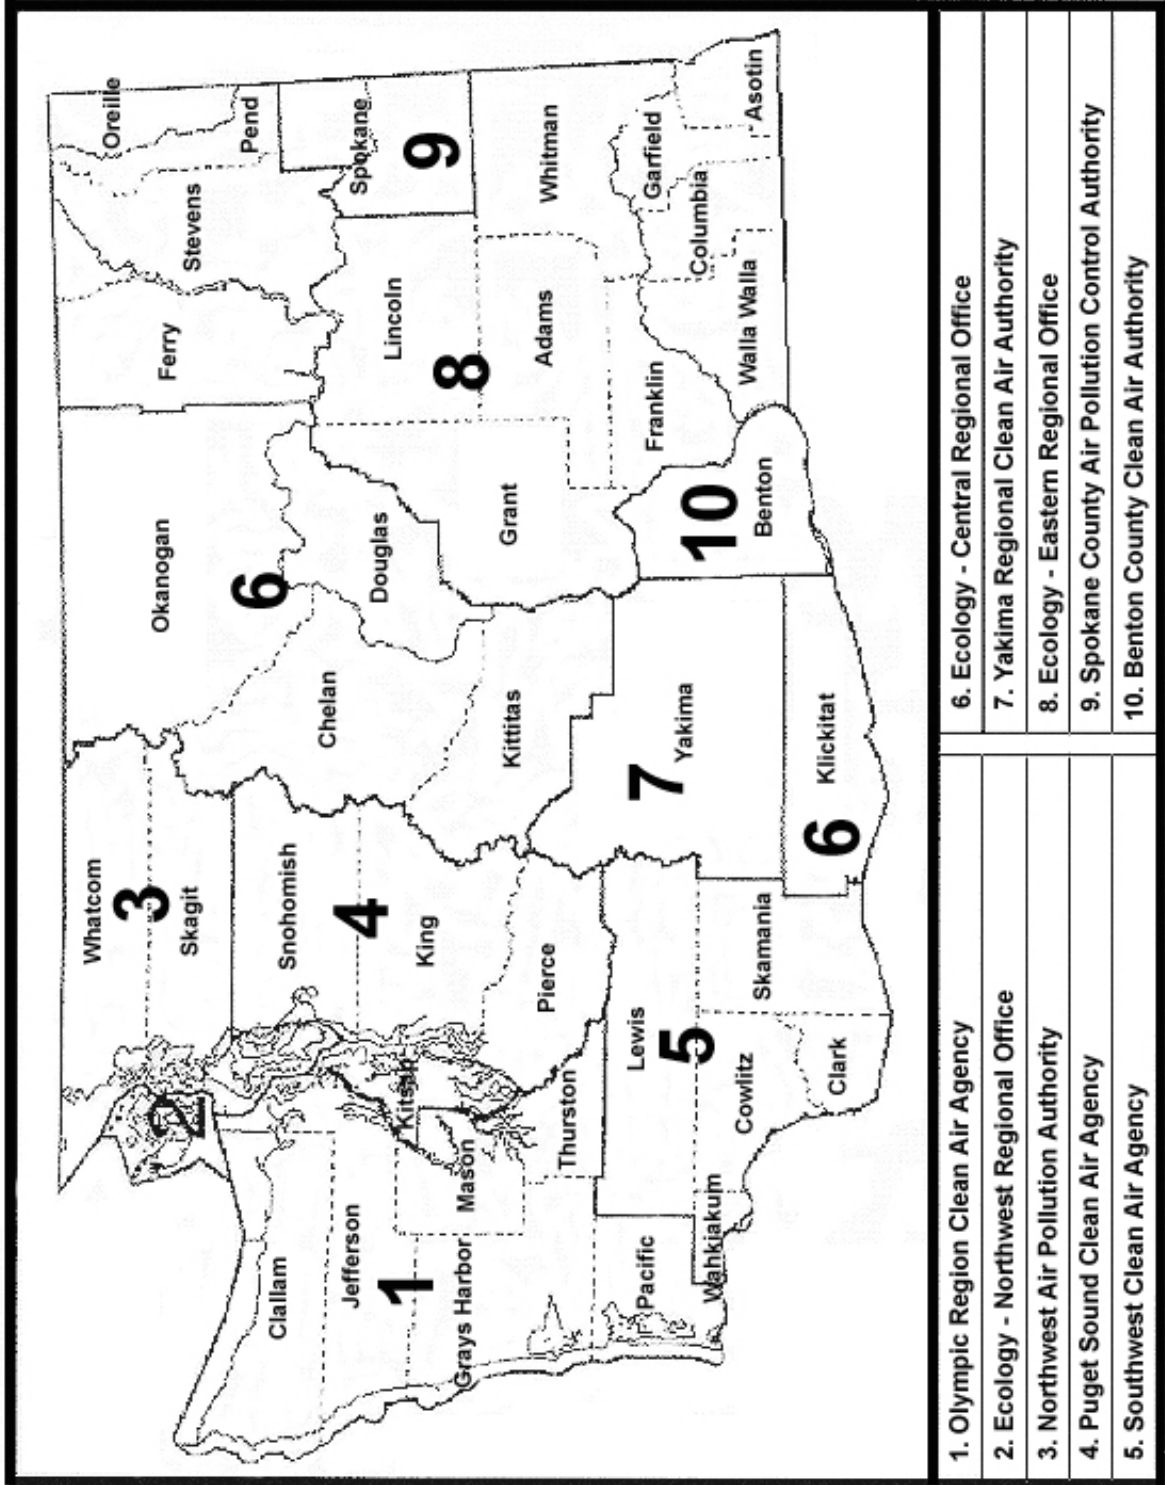 Whatcom
3
Skagit
2
Snohomish
4
King
Kitsap
Pierce
Clallam
Jefferson
1
Grays Harbor
Mason
Thurston
Pacific
Wahkiakum
Lewis
5
Cowlitz
Skamania
Clark
Okanogan
6
Chelan
Douglas
Kittitas
7
Yakima
6
Klickitat
Ferry
Stevens
Pend
Oreille
Lincoln
8
Spokane
9
Grant
Adams
Whitman
Franklin
10
Benton
Walla Walla
Columbia
Garfield
Asotin
1. Olympic Region Clean Air Agency
2. Ecology - Northwest Regional Office
3. Northwest Air Pollution Authority
4. Puget Sound Clean Air Agency
5. Southwest Clean Air Agency
6. Ecology - Central Regional Office
7. Yakima Regional Clean Air Authority
8. Ecology - Eastern Regional Office
9. Spokane County Air Pollution Control Authority
10. Benton County Clean Air Authority